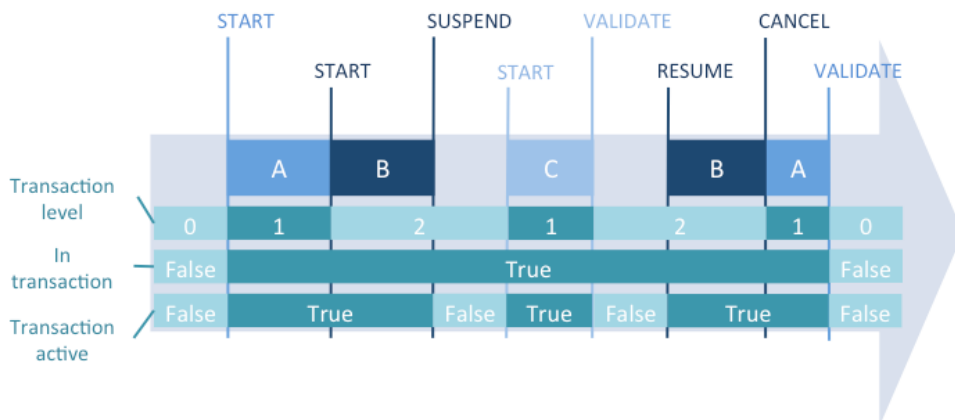 START SUSPEND VALIDATE CANCEL
START START RESUME VALIDATE
A B C B A
Transaction
level
0 1 2 1 2 1 0
In
transaction
False True False
Transaction
active
False True False True False True False